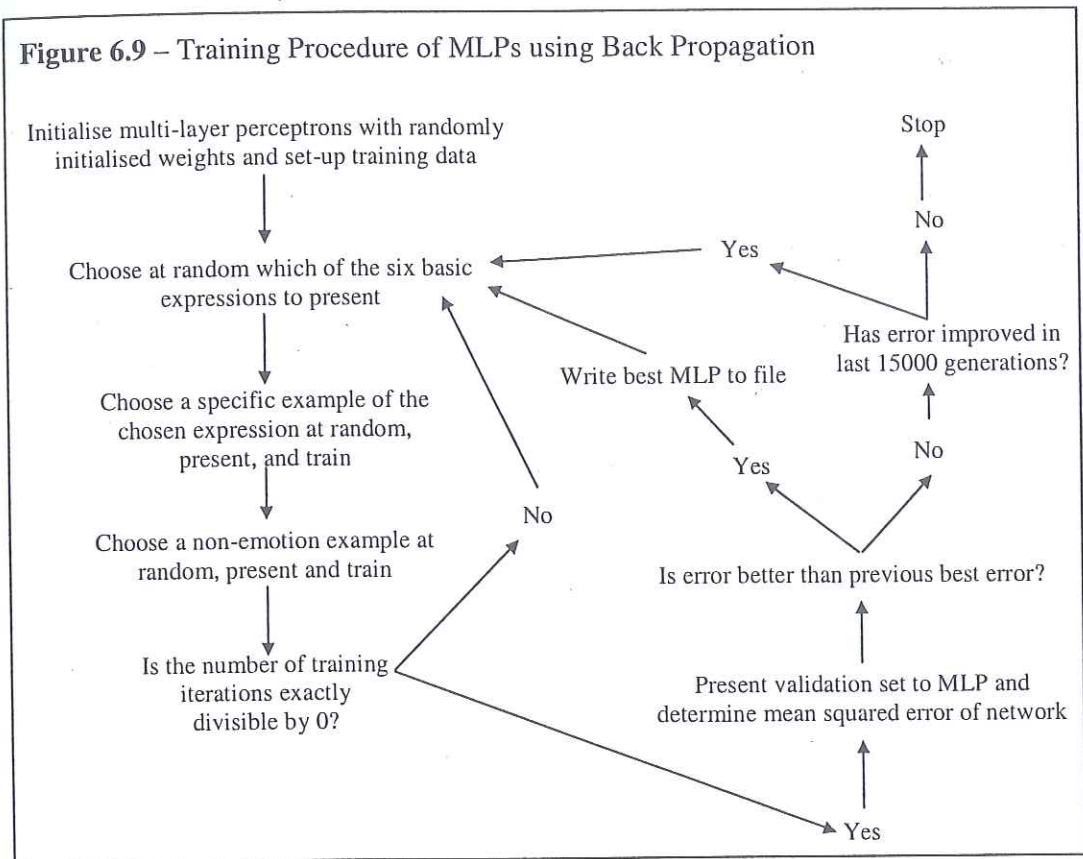 Figure 6.9 – Training Procedure of MLPs using Back Propagation
Initialise multi-layer perceptrons with randomly
initialised weights and set-up training data
Choose at random which of the six basic
expressions to present
Choose a specific example of the
chosen expression at random,
present, and train
Choose a non-emotion example at
random, present and train
Is the number of training
iterations exactly
divisible by 0?
No
Yes
Present validation set to MLP and
determine mean squared error of network
Is error better than previous best error?
Yes
No
Write best MLP to file
Has error improved in
last 15000 generations?
Yes
No
Stop